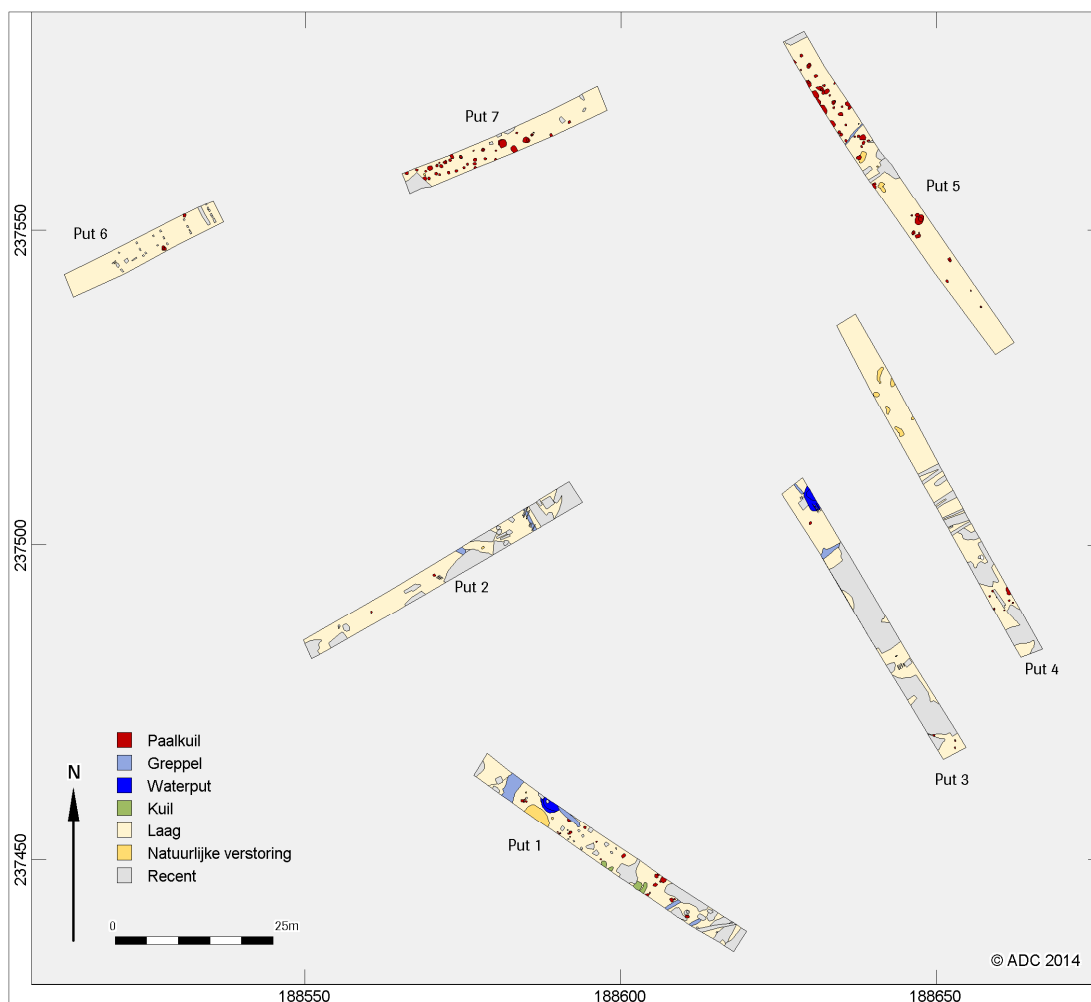 Put 7
Put 5
Put 6
237550
237500
Put 2
Put 4
Put 3
Put 1
237450
N
Paalkuil
Greppel
Waterput
Kuil
Laag
Natuurlijke verstoring
Recent
0 25m
© ADC 2014
188550 188600 188650